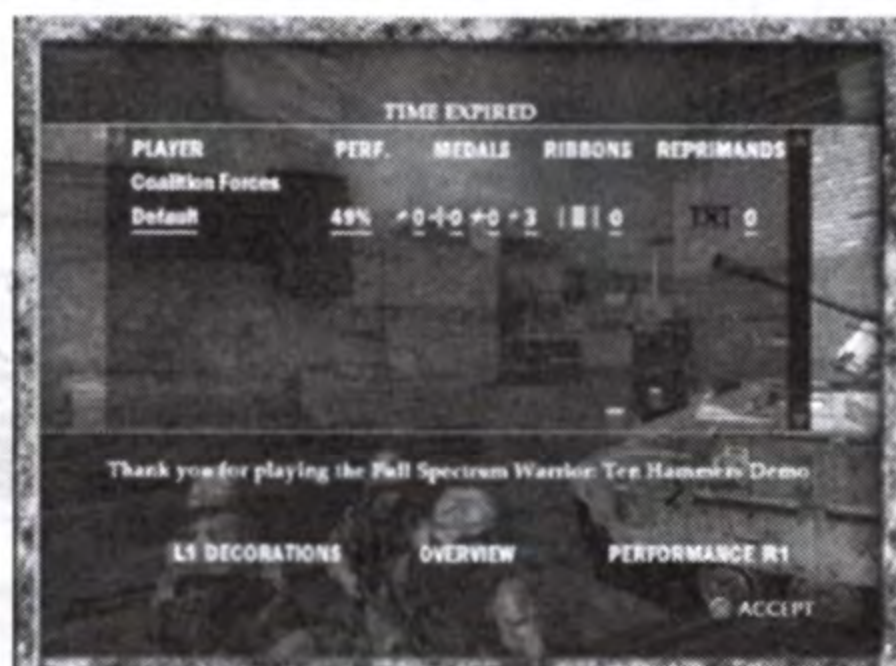 TIME EXPIRED
PLAYER PERF. MEDALS RIBBONS REPRIMANDS
Coalition Forces
Default 49% 0 0 0 3 0 TXT 0
Thank you for playing the Full Spectrum Warrior: Ten Hammers Demo
L1 DECORATIONS OVERVIEW PERFORMANCE R1
ACCEPT